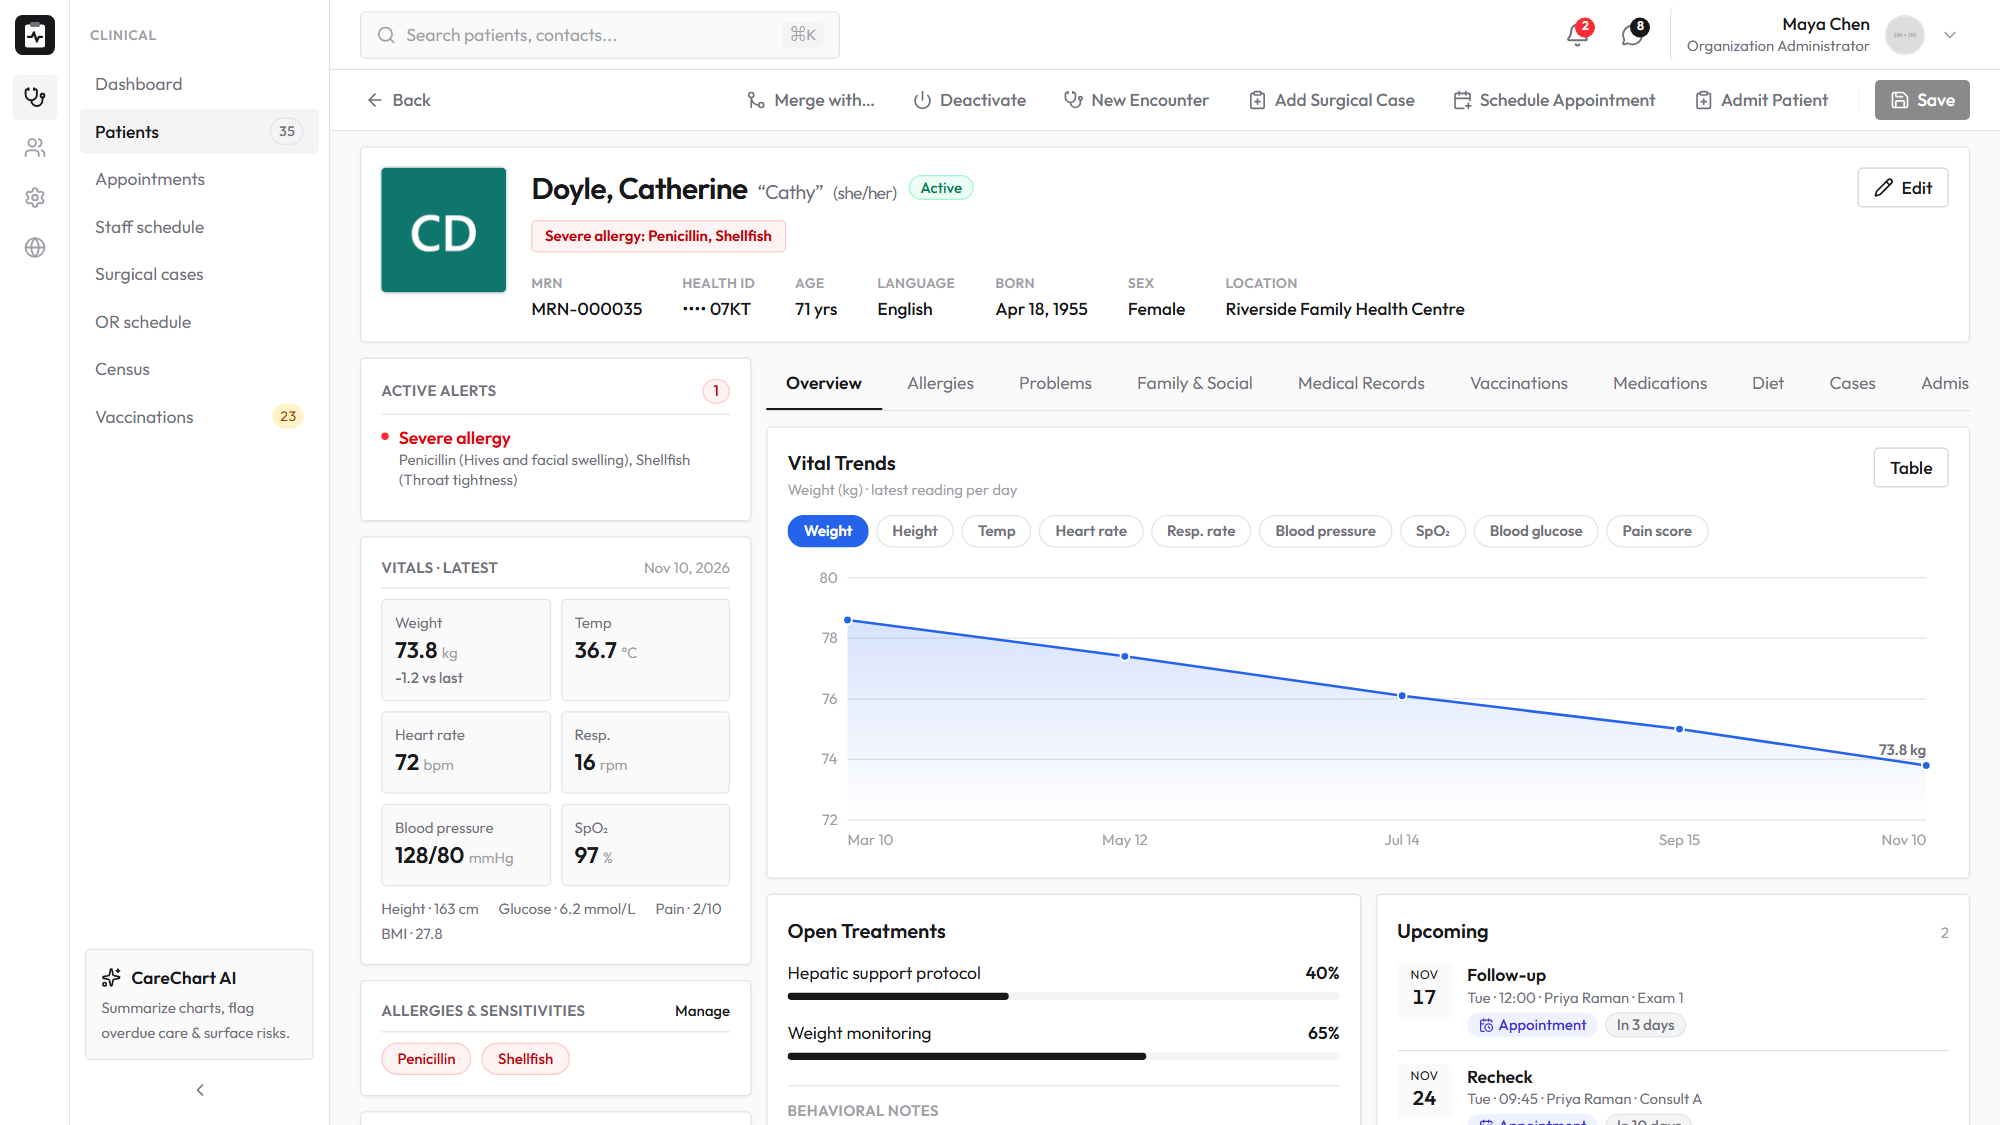 CLINICAL
Dashboard
Patients 35
Appointments
Staff schedule
Surgical cases
OR schedule
Census
Vaccinations 23
CareChart AI
Summarize charts, flag
overdue care & surface risks.
Search patients, contacts... ⌘K
2
8
Maya Chen
Organization Administrator
Back
Merge with...
Deactivate
New Encounter
Add Surgical Case
Schedule Appointment
Admit Patient
Save
CD
Doyle, Catherine “Cathy” (she/her) Active
Edit
Severe allergy: Penicillin, Shellfish
MRN HEALTH ID AGE LANGUAGE BORN SEX LOCATION
MRN-000035 •••• 07KT 71 yrs English Apr 18, 1955 Female Riverside Family Health Centre
ACTIVE ALERTS 1
Severe allergy
Penicillin (Hives and facial swelling), Shellfish
(Throat tightness)
VITALS · LATEST Nov 10, 2026
Weight
73.8 kg
-1.2 vs last
Temp
36.7 °C
Heart rate
72 bpm
Resp.
16 rpm
Blood pressure
128/80 mmHg
SpO₂
97 %
Height · 163 cm Glucose · 6.2 mmol/L Pain · 2/10
BMI · 27.8
ALLERGIES & SENSITIVITIES Manage
Penicillin Shellfish
Overview Allergies Problems Family & Social Medical Records Vaccinations Medications Diet Cases Admis
Vital Trends
Weight (kg) · latest reading per day
Table
Weight Height Temp Heart rate Resp. rate Blood pressure SpO₂ Blood glucose Pain score
80
78
76
74
72
73.8 kg
Mar 10 May 12 Jul 14 Sep 15 Nov 10
Open Treatments
Hepatic support protocol 40%
Weight monitoring 65%
BEHAVIORAL NOTES
Upcoming 2
NOV
17
Follow-up
Tue · 12:00 · Priya Raman · Exam 1
Appointment In 3 days
NOV
24
Recheck
Tue · 09:45 · Priya Raman · Consult A
Appointment In 10 days